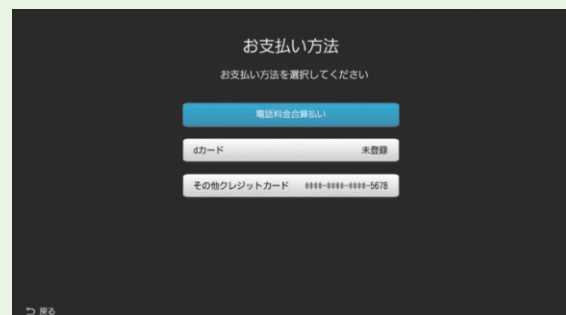 お支払い方法
お支払い方法を選択してください
電話料金合算払い
dカード 未登録
その他クレジットカード ****-****-****-5678
戻る